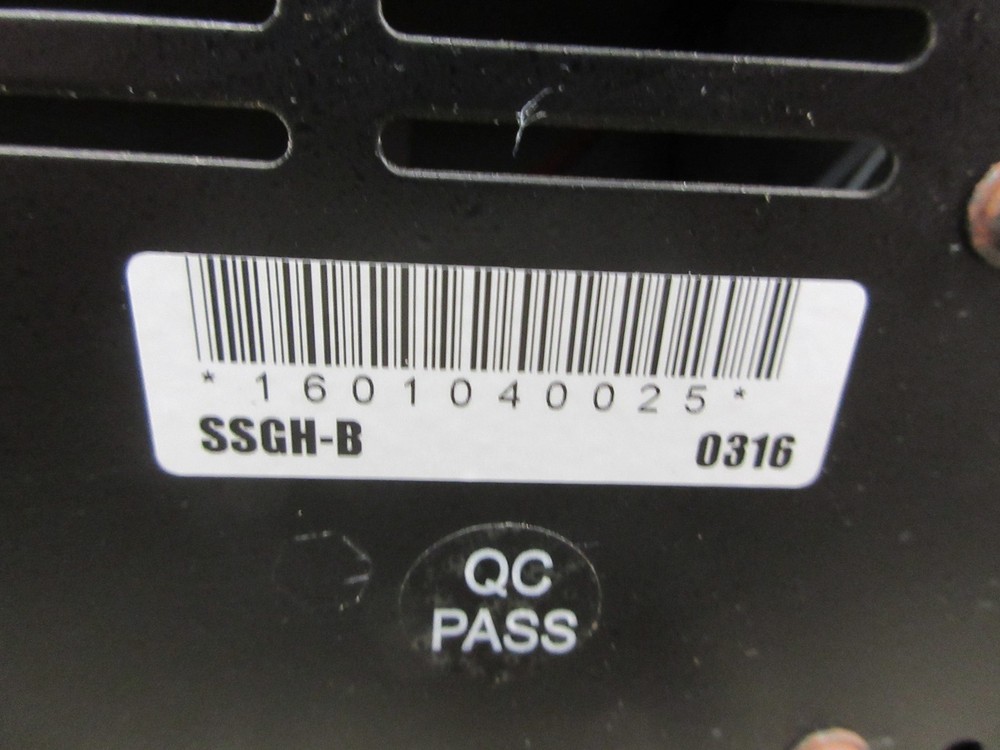 *1601040025*
SSGH-B 0316
QC
PASS